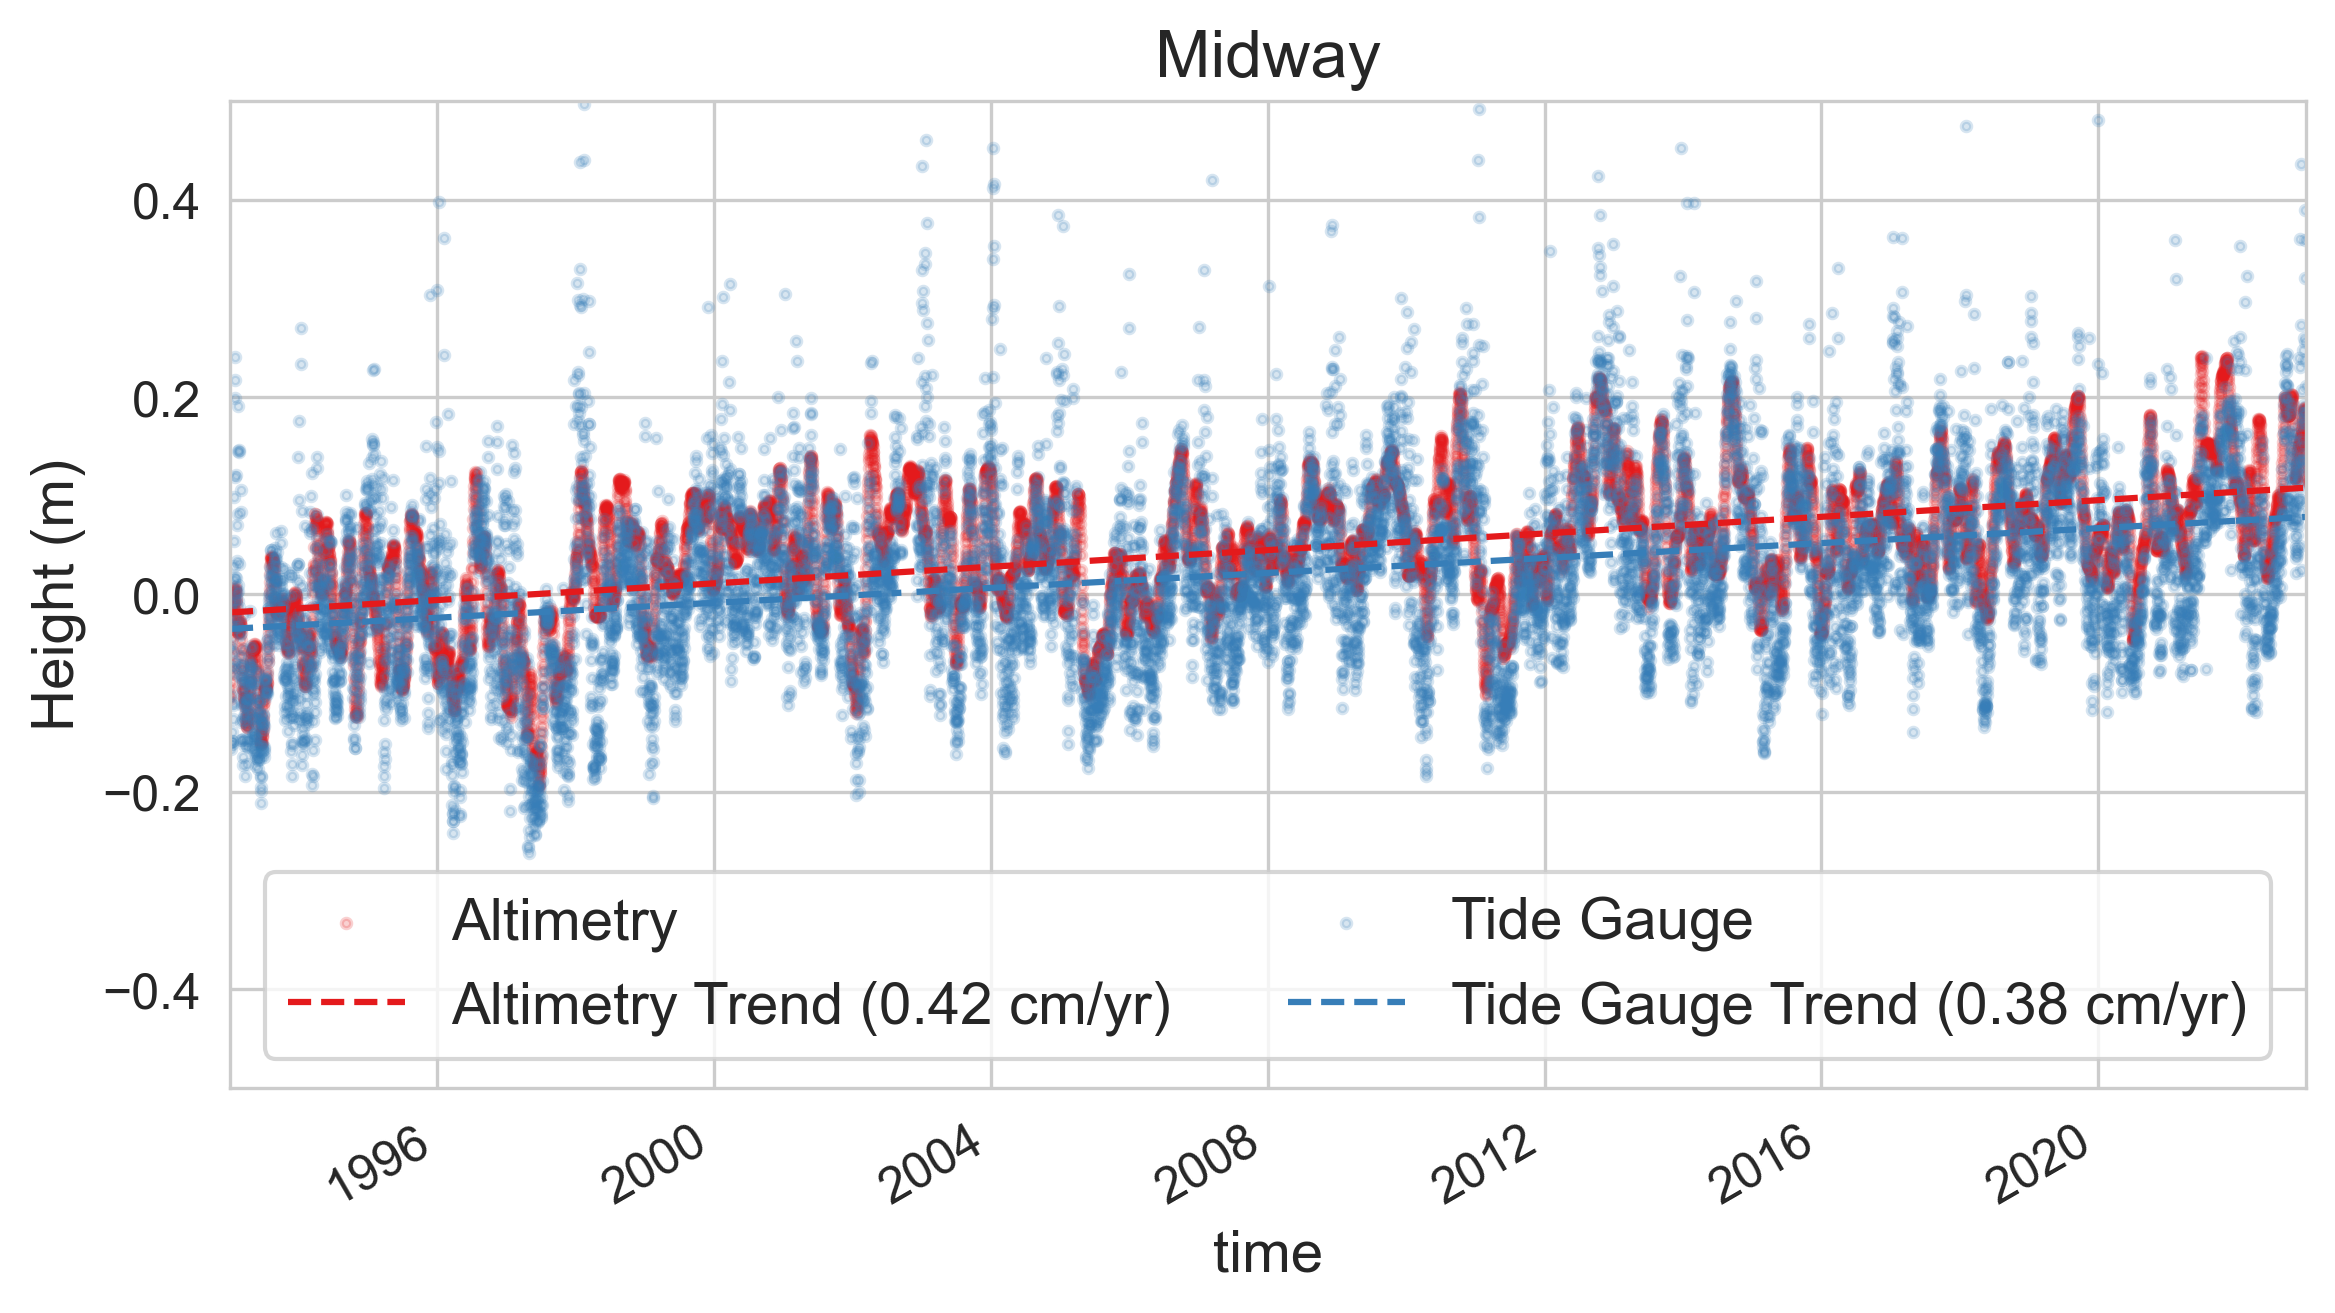 Midway
Height (m)
0.4
0.2
0.0
−0.2
−0.4
Altimetry
Altimetry Trend (0.42 cm/yr)
Tide Gauge
Tide Gauge Trend (0.38 cm/yr)
1996
2000
2004
2008
2012
2016
2020
time